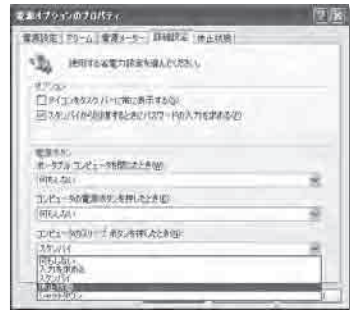 電源オプションのプロパティ
電源設定 アラーム 電源メーター 詳細設定 休止状態
使用する省電力設定を選んでください。
オプション
アイコンをタスク バーに常に表示する(A)
スタンバイから回復するときにパスワードの入力を求める(P)
電源ボタン
ポータブル コンピュータを閉じたとき(W):
何もしない
コンピュータの電源ボタンを押したとき(E):
何もしない
コンピュータのスリープ ボタンを押したとき(S):
スタンバイ
何もしない
入力を求める
スタンバイ
シャットダウン